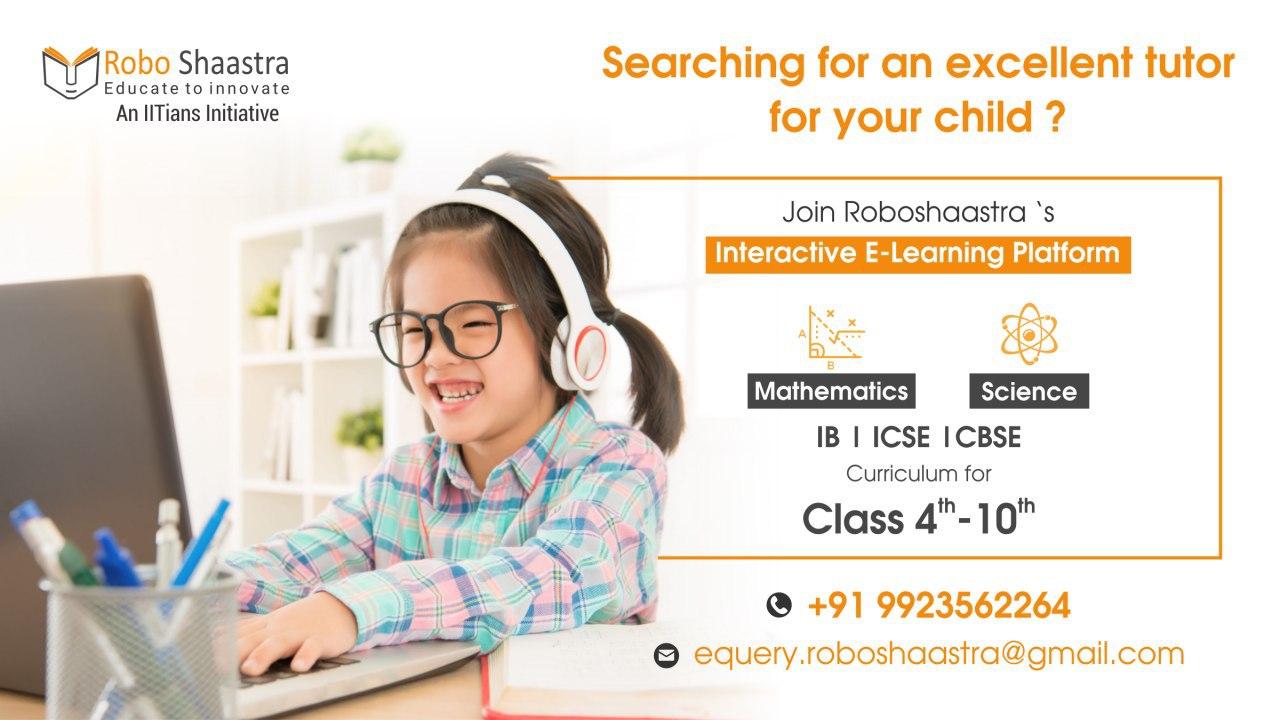 Robo Shaastra
Educate to innovate
An IITians Initiative
Searching for an excellent tutor
for your child ?
Join Roboshaastra `s
Interactive E-Learning Platform
A
B
Mathematics
Science
IB | ICSE | CBSE
Curriculum for
Class 4th-10th
+91 9923562264
equery.roboshaastra@gmail.com